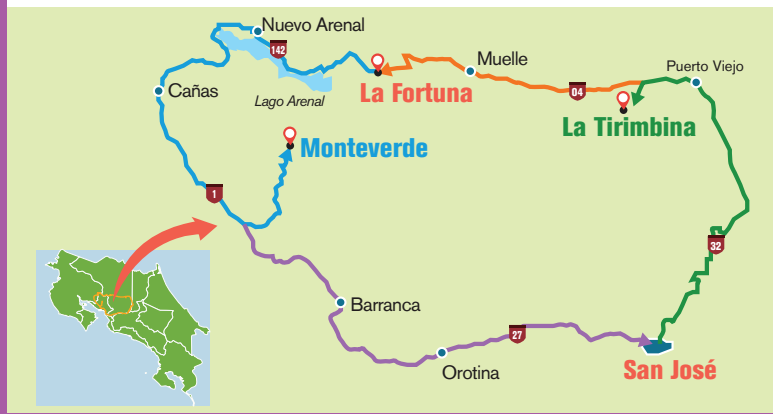 Nuevo Arenal
142
Muelle
Puerto Viejo
Cañas
Lago Arenal
La Fortuna
04
La Tirimbina
Monteverde
1
32
Barranca
27
Orotina
San José